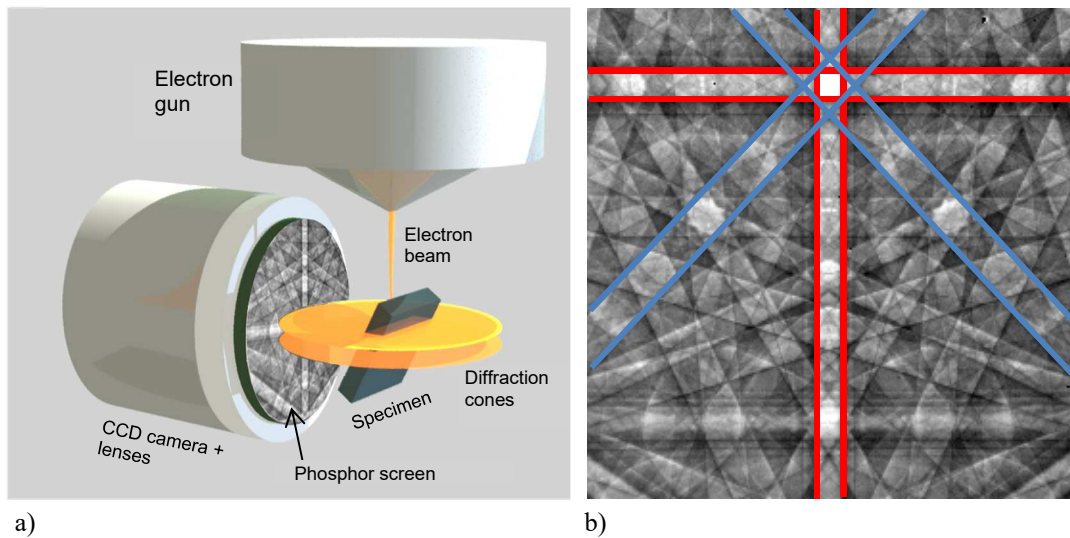 Electron
gun
Electron
beam
Diffraction
cones
Specimen
CCD camera +
lenses
Phosphor screen
a)
b)